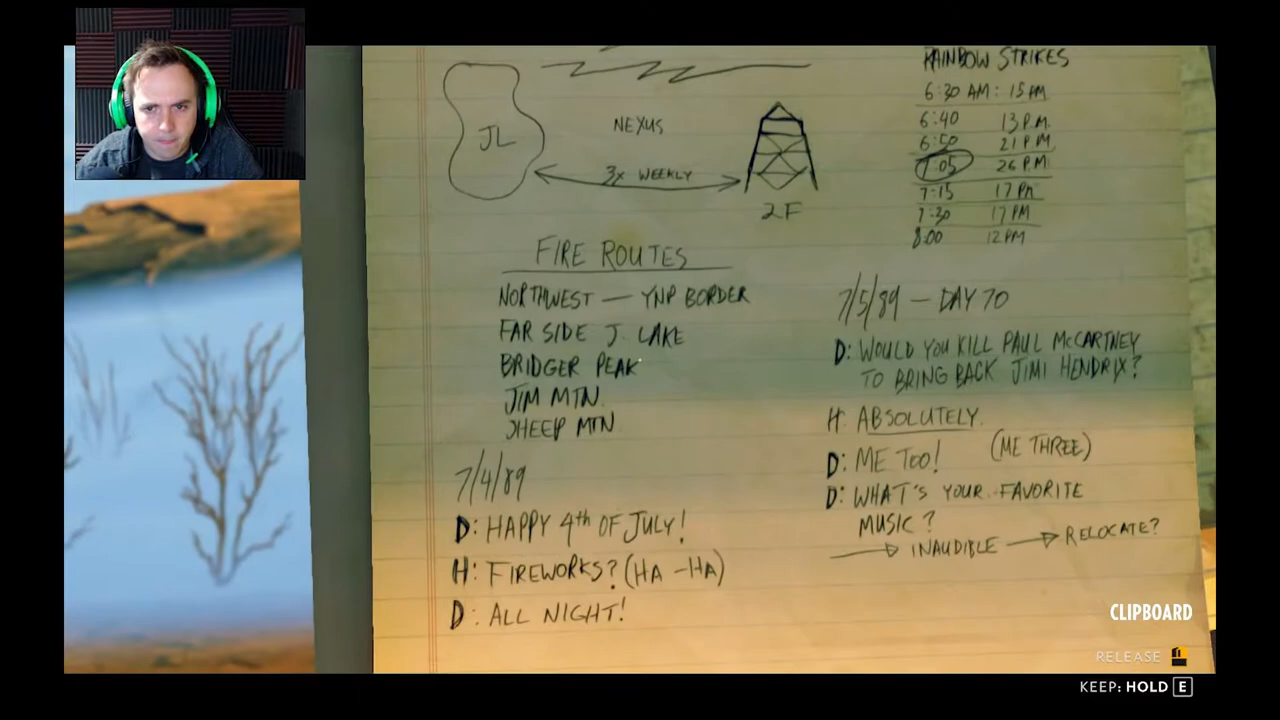 JL
NEXUS
3X WEEKLY
2F
FIRE ROUTES
NORTHWEST — YNP BORDER
FAR SIDE J. LAKE
BRIDGER PEAK
JIM MTN.
SHEEP MTN
7/4/89
D: HAPPY 4th OF JULY!
H: FIREWORKS? (HA -HA)
D: ALL NIGHT!
RAINBOW STRIKES
6:30 AM: 15 PM
6:40 13 P.M.
6:50 21 P.M.
7:05 26 P.M.
7:15 17 PM
7:30 17 PM
8:00 12 PM
7/5/89 — DAY 70
D: WOULD YOU KILL PAUL McCARTNEY
TO BRING BACK JIMI HENDRIX?
H: ABSOLUTELY.
D: ME TOO! (ME THREE)
D: WHAT'S YOUR FAVORITE
MUSIC?
→ INAUDIBLE → RELOCATE?
CLIPBOARD
RELEASE
KEEP: HOLD E